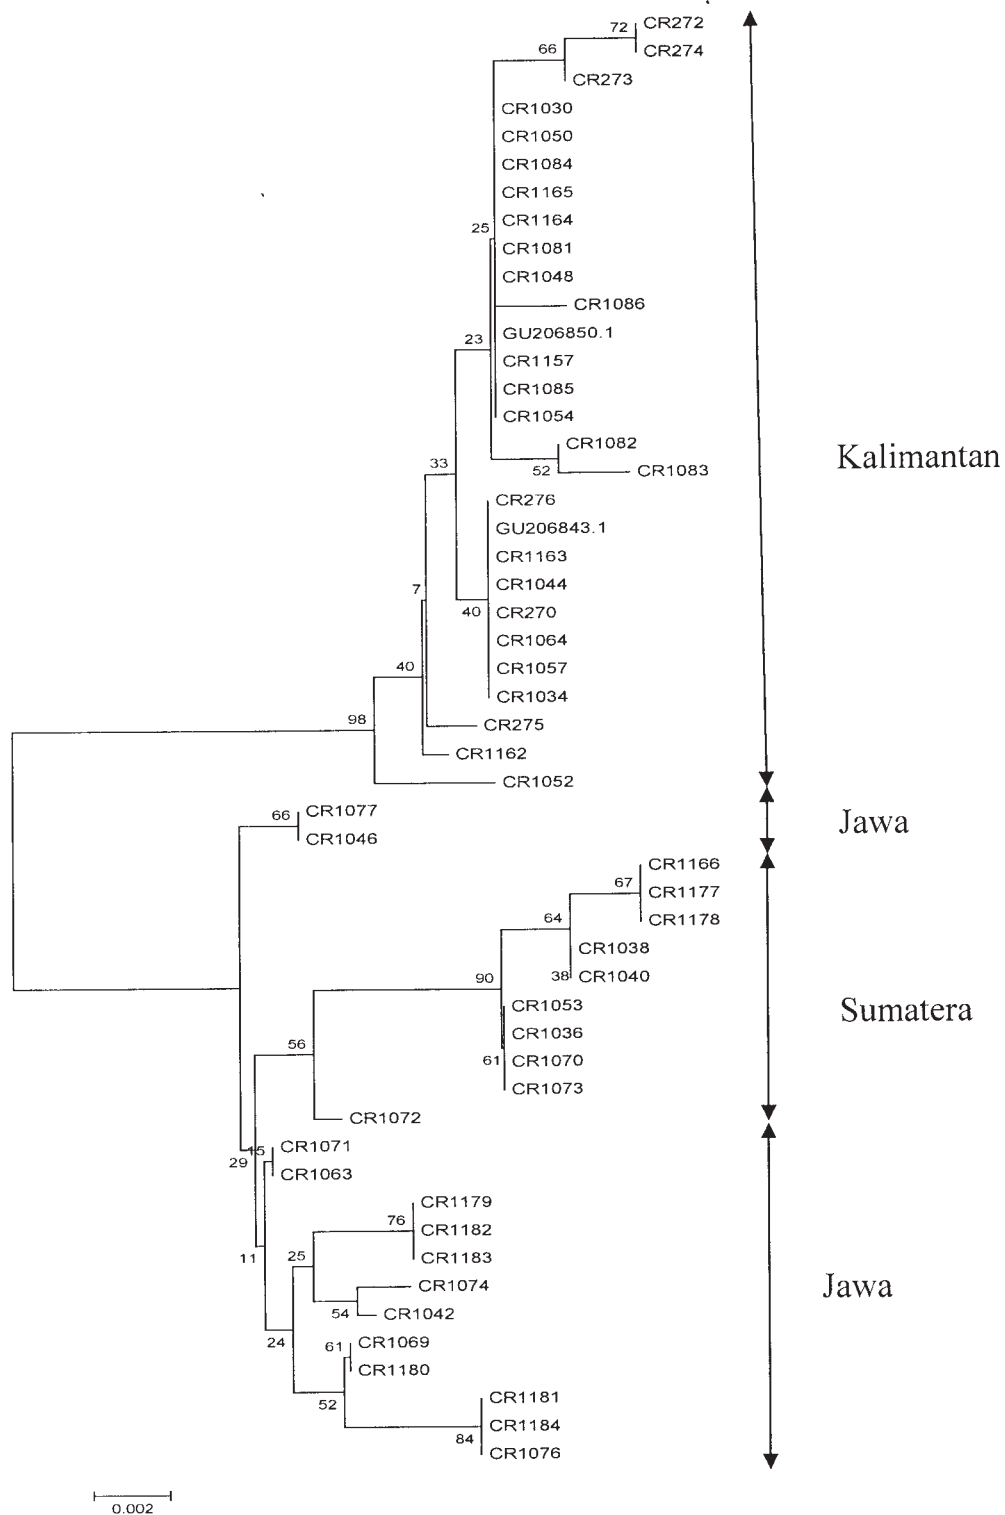 72
CR272
CR274
66
CR273
CR1030
CR1050
CR1084
CR1165
CR1164
25
CR1081
CR1048
CR1086
GU206850.1
23
CR1157
CR1085
CR1054
CR1082
Kalimantan
33
52
CR1083
CR276
GU206843.1
CR1163
7
CR1044
40
CR270
CR1064
40
CR1057
CR1034
98
CR275
CR1162
CR1052
66
CR1077
Jawa
CR1046
CR1166
67
CR1177
64
CR1178
CR1038
90
38
CR1040
CR1053
Sumatera
56
CR1036
61
CR1070
CR1073
CR1072
15
CR1071
29
CR1063
CR1179
76
CR1182
11
25
CR1183
CR1074
Jawa
54
CR1042
24
61
CR1069
CR1180
52
CR1181
84
CR1184
CR1076
0.002